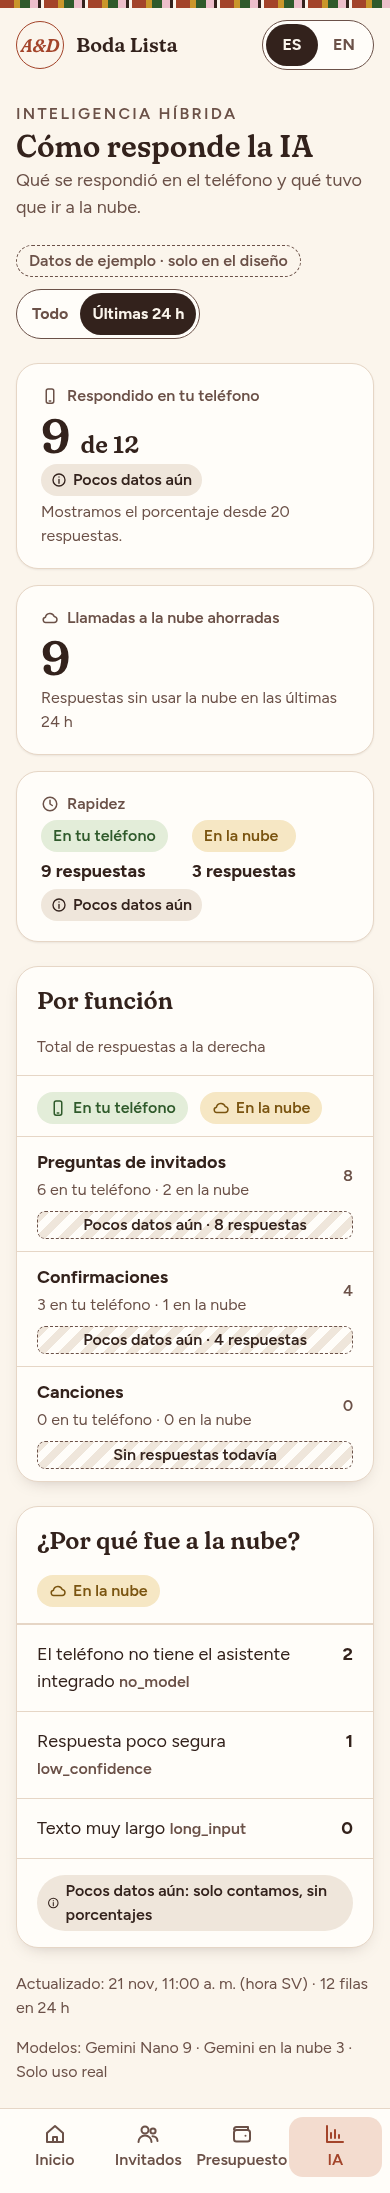 A&D Boda Lista ES EN
INTELIGENCIA HÍBRIDA
Cómo responde la IA
Qué se respondió en el teléfono y qué tuvo
que ir a la nube.
Datos de ejemplo · solo en el diseño
Todo Últimas 24 h
Respondido en tu teléfono
9 de 12
Pocos datos aún
Mostramos el porcentaje desde 20
respuestas.
Llamadas a la nube ahorradas
9
Respuestas sin usar la nube en las últimas
24 h
Rapidez
En tu teléfono En la nube
9 respuestas 3 respuestas
Pocos datos aún
Por función
Total de respuestas a la derecha
En tu teléfono En la nube
Preguntas de invitados 8
6 en tu teléfono · 2 en la nube
Pocos datos aún · 8 respuestas
Confirmaciones 4
3 en tu teléfono · 1 en la nube
Pocos datos aún · 4 respuestas
Canciones 0
0 en tu teléfono · 0 en la nube
Sin respuestas todavía
¿Por qué fue a la nube?
En la nube
El teléfono no tiene el asistente 2
integrado no_model
Respuesta poco segura 1
low_confidence
Texto muy largo long_input 0
Pocos datos aún: solo contamos, sin
porcentajes
Actualizado: 21 nov, 11:00 a. m. (hora SV) · 12 filas
en 24 h
Modelos: Gemini Nano 9 · Gemini en la nube 3 ·
Solo uso real
Inicio Invitados Presupuesto IA